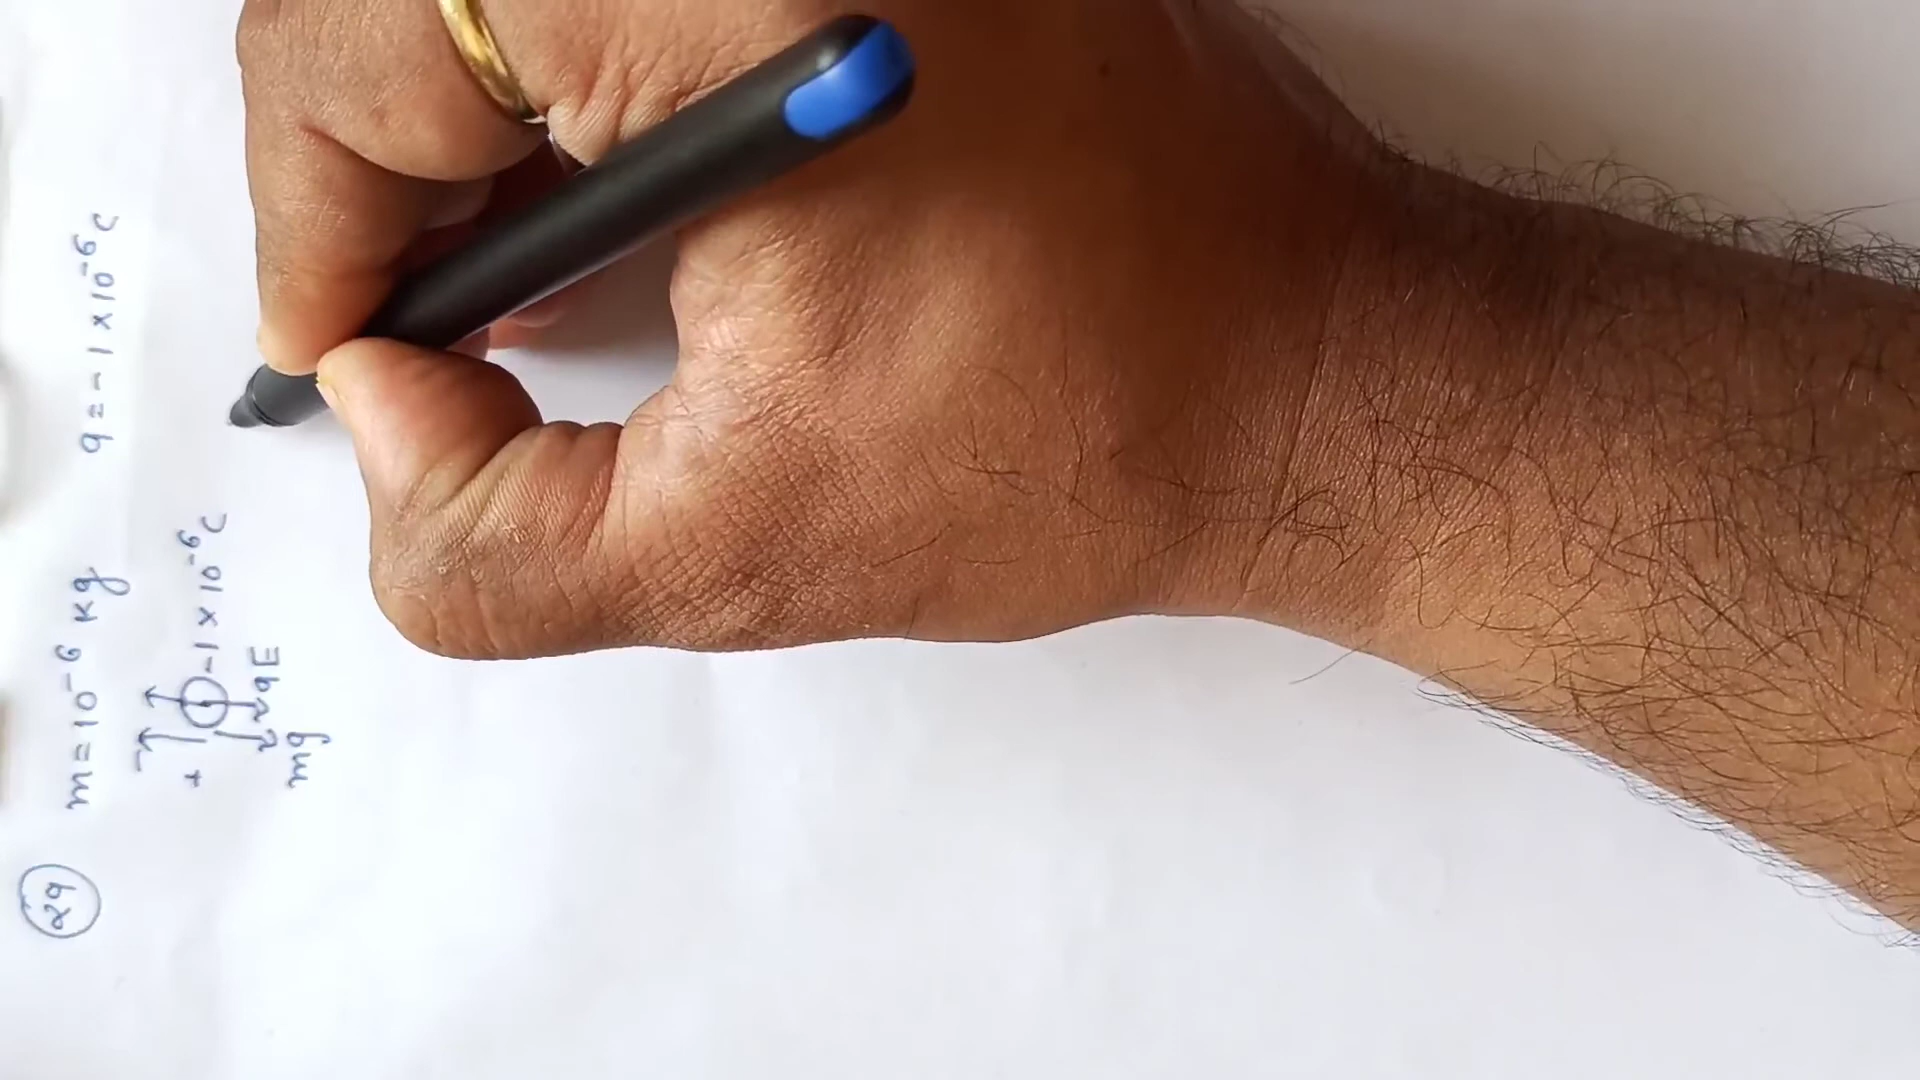 29 m = 10⁻⁶ kg q = - 1 × 10⁻⁶ C
+ - 1 × 10⁻⁶ C
qE
mg